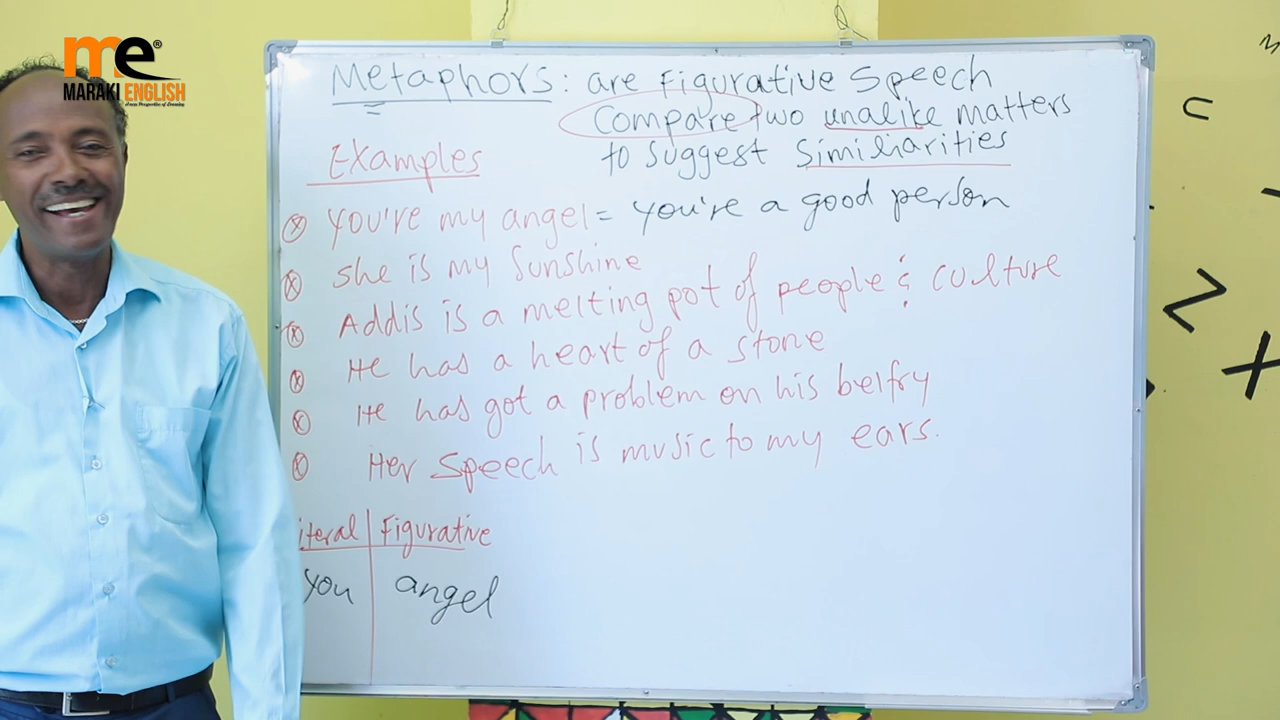 me®
MARAKI ENGLISH
Metaphors: are Figurative Speech
Compare two unalike matters
to suggest Similiarities
Examples
You're my angel = you're a good person
She is my Sunshine
Addis is a melting pot of people & culture
He has a heart of a stone
He has got a problem on his belfry
Her speech is music to my ears.
iteral | Figurative
you | angel
C
Z
X